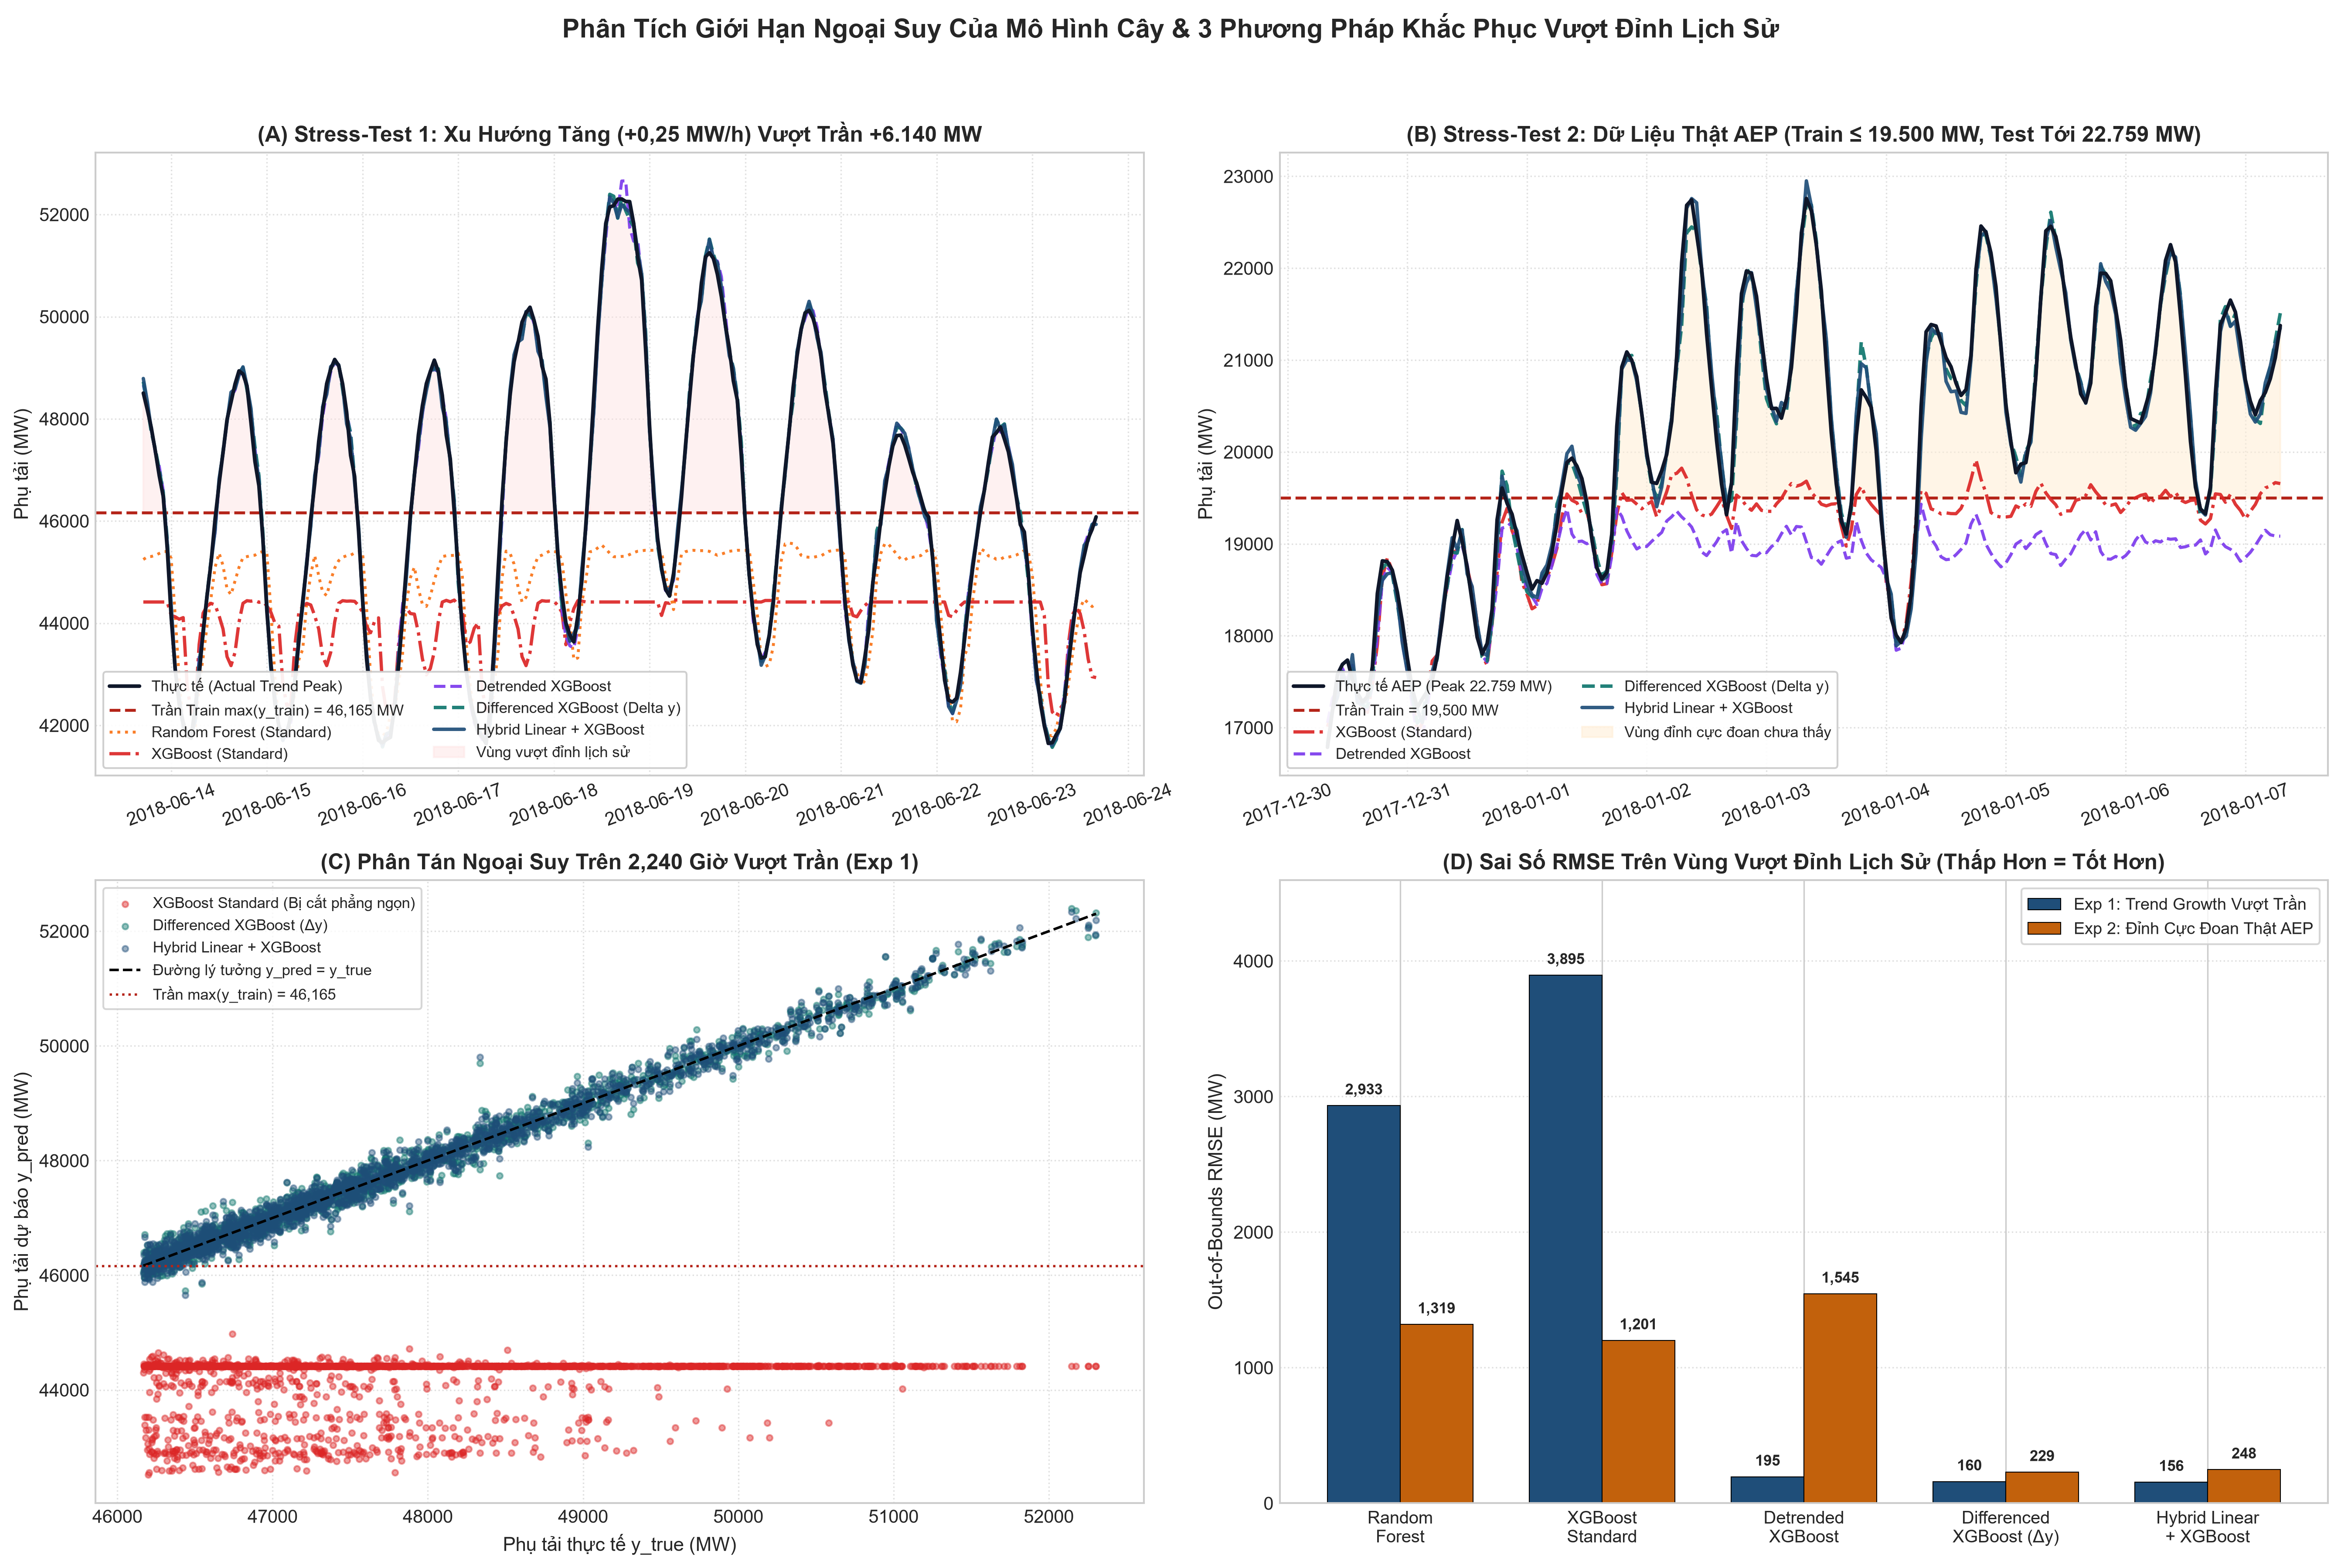 Phân Tích Giới Hạn Ngoại Suy Của Mô Hình Cây & 3 Phương Pháp Khắc Phục Vượt Đỉnh Lịch Sử
(A) Stress-Test 1: Xu Hướng Tăng (+0,25 MW/h) Vượt Trần +6.140 MW
Phụ tải (MW)
52000
50000
48000
46000
44000
42000
Thực tế (Actual Trend Peak)
Trần Train max(y_train) = 46,165 MW
Random Forest (Standard)
XGBoost (Standard)
Detrended XGBoost
Differenced XGBoost (Delta y)
Hybrid Linear + XGBoost
Vùng vượt đỉnh lịch sử
2018-06-14
2018-06-15
2018-06-16
2018-06-17
2018-06-18
2018-06-19
2018-06-20
2018-06-21
2018-06-22
2018-06-23
2018-06-24
(B) Stress-Test 2: Dữ Liệu Thật AEP (Train ≤ 19.500 MW, Test Tới 22.759 MW)
Phụ tải (MW)
23000
22000
21000
20000
19000
18000
17000
Thực tế AEP (Peak 22.759 MW)
Trần Train = 19,500 MW
XGBoost (Standard)
Detrended XGBoost
Differenced XGBoost (Delta y)
Hybrid Linear + XGBoost
Vùng đỉnh cực đoan chưa thấy
2017-12-30
2017-12-31
2018-01-01
2018-01-02
2018-01-03
2018-01-04
2018-01-05
2018-01-06
2018-01-07
(C) Phân Tán Ngoại Suy Trên 2,240 Giờ Vượt Trần (Exp 1)
Phụ tải dự báo y_pred (MW)
52000
50000
48000
46000
44000
XGBoost Standard (Bị cắt phẳng ngọn)
Differenced XGBoost (Δy)
Hybrid Linear + XGBoost
Đường lý tưởng y_pred = y_true
Trần max(y_train) = 46,165
46000
47000
48000
49000
50000
51000
52000
Phụ tải thực tế y_true (MW)
(D) Sai Số RMSE Trên Vùng Vượt Đỉnh Lịch Sử (Thấp Hơn = Tốt Hơn)
Out-of-Bounds RMSE (MW)
4000
3000
2000
1000
0
Exp 1: Trend Growth Vượt Trần
Exp 2: Đỉnh Cực Đoan Thật AEP
2,933
1,319
3,895
1,201
195
1,545
160
229
156
248
Random
Forest
XGBoost
Standard
Detrended
XGBoost
Differenced
XGBoost (Δy)
Hybrid Linear
+ XGBoost